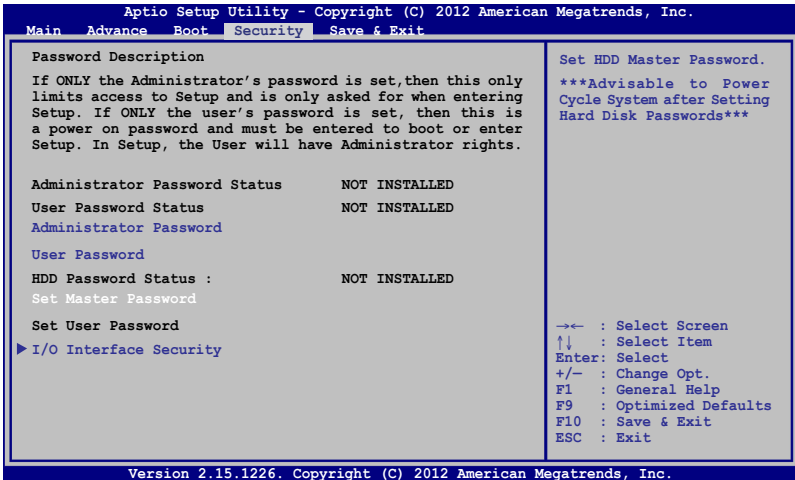 Aptio Setup Utility - Copyright (C) 2012 American Megatrends, Inc.
Main Advance Boot Security Save & Exit
Password Description
If ONLY the Administrator's password is set,then this only
limits access to Setup and is only asked for when entering
Setup. If ONLY the user's password is set, then this is
a power on password and must be entered to boot or enter
Setup. In Setup, the User will have Administrator rights.
Administrator Password Status NOT INSTALLED
User Password Status NOT INSTALLED
Administrator Password
User Password
HDD Password Status : NOT INSTALLED
Set Master Password
Set User Password
I/O Interface Security
Set HDD Master Password.
***Advisable to Power
Cycle System after Setting
Hard Disk Passwords***
→← : Select Screen
↑↓ : Select Item
Enter: Select
+/— : Change Opt.
F1 : General Help
F9 : Optimized Defaults
F10 : Save & Exit
ESC : Exit
Version 2.15.1226. Copyright (C) 2012 American Megatrends, Inc.